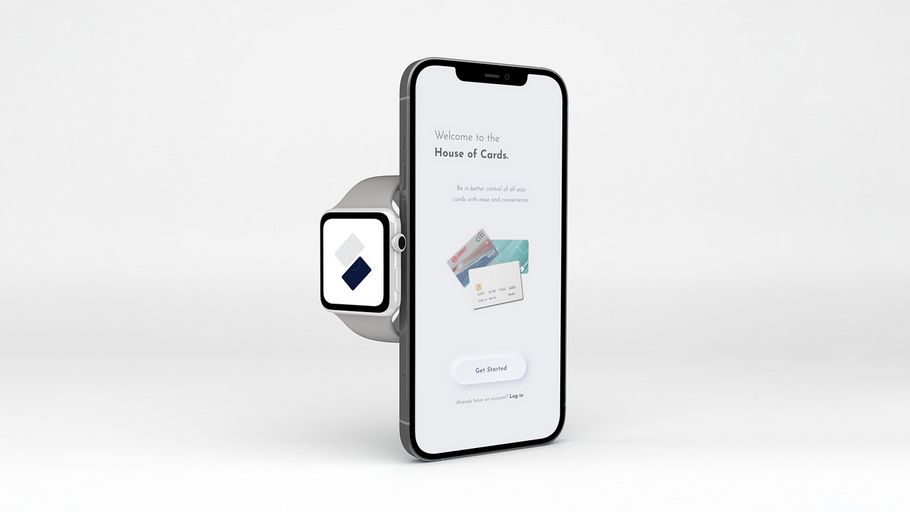 Welcome to the
House of Cards.
Be in better control of all your
cards with ease and convenience.
citi
Get Started
Already have an account? Log in